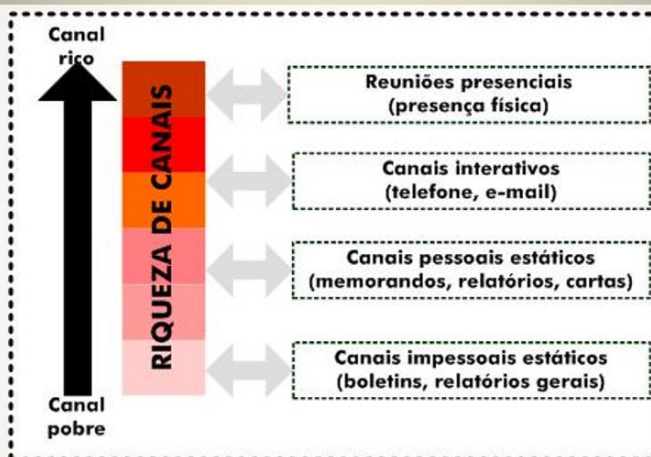 Canal
rico
RIQUEZA DE CANAIS
Reuniões presenciais
(presença física)
Canais interativos
(telefone, e-mail)
Canais pessoais estáticos
(memorandos, relatórios, cartas)
Canais impessoais estáticos
(boletins, relatórios gerais)
Canal
pobre